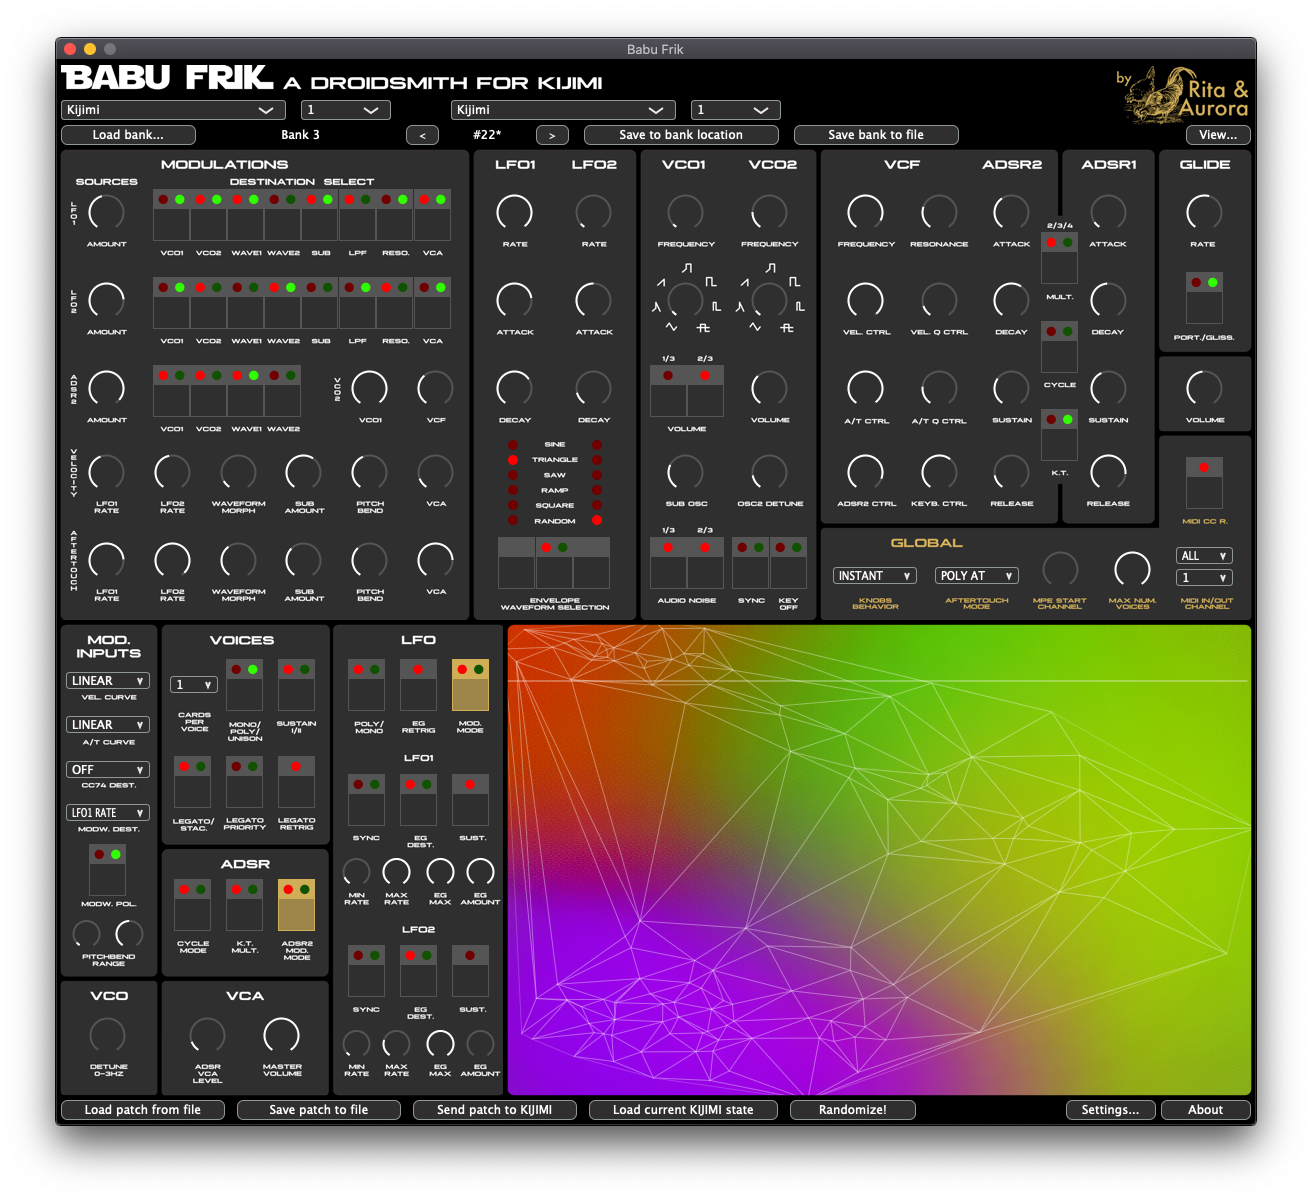 Babu Frik
BABU FRIK A DROIDSMITH FOR KIJIMI
by Rita &
Aurora
Kijimi 1 Kijimi 1
Load bank... Bank 3 < #22* > Save to bank location Save bank to file View...
MODULATIONS LFO1 LFO2 VCO1 VCO2 VCF ADSR2 ADSR1 GLIDE
SOURCES DESTINATION SELECT
LFO1
AMOUNT VCO1 VCO2 WAVE1 WAVE2 SUB LPF RESO. VCA
RATE RATE FREQUENCY FREQUENCY FREQUENCY RESONANCE ATTACK ATTACK RATE
2/3/4
MULT.
LFO2
AMOUNT VCO1 VCO2 WAVE1 WAVE2 SUB LPF RESO. VCA
ATTACK ATTACK VEL. CTRL VEL. Q CTRL DECAY DECAY PORT./GLISS.
1/3 2/3
CYCLE
ADSR2
VCO2
AMOUNT VCO1 VCO2 WAVE1 WAVE2 VCO1 VCF
DECAY DECAY VOLUME VOLUME A/T CTRL A/T Q CTRL SUSTAIN SUSTAIN VOLUME
SINE
TRIANGLE
SAW
RAMP
SQUARE
RANDOM
K.T.
VELOCITY
LFO1
RATE
LFO2
RATE
WAVEFORM
MORPH
SUB
AMOUNT
PITCH
BEND
VCA
SUB OSC OSC2 DETUNE ADSR2 CTRL KEYB. CTRL RELEASE RELEASE
MIDI CC R.
1/3 2/3
AFTERTOUCH
LFO1
RATE
LFO2
RATE
WAVEFORM
MORPH
SUB
AMOUNT
PITCH
BEND
VCA
ENVELOPE
WAVEFORM SELECTION
AUDIO NOISE SYNC KEY
OFF
GLOBAL
INSTANT POLY AT ALL
1
KNOBS
BEHAVIOR
AFTERTOUCH
MODE
MPE START
CHANNEL
MAX NUM.
VOICES
MIDI IN/OUT
CHANNEL
MOD.
INPUTS
LINEAR
VEL. CURVE
LINEAR
A/T CURVE
OFF
CC74 DEST.
LFO1 RATE
MODW. DEST.
MODW. POL.
PITCHBEND
RANGE
VOICES
1
CARDS
PER
VOICE
MONO/
POLY/
UNISON
SUSTAIN
I/II
LEGATO/
STAC.
LEGATO
PRIORITY
LEGATO
RETRIG
ADSR
CYCLE
MODE
K.T.
MULT.
ADSR2
MOD.
MODE
VCO
DETUNE
0-3HZ
VCA
ADSR
VCA
LEVEL
MASTER
VOLUME
LFO
POLY/
MONO
EG
RETRIG
MOD.
MODE
LFO1
SYNC
EG
DEST.
SUST.
MIN
RATE
MAX
RATE
EG
MAX
EG
AMOUNT
LFO2
SYNC
EG
DEST.
SUST.
MIN
RATE
MAX
RATE
EG
MAX
EG
AMOUNT
Load patch from file Save patch to file Send patch to KIJIMI Load current KIJIMI state Randomize! Settings... About